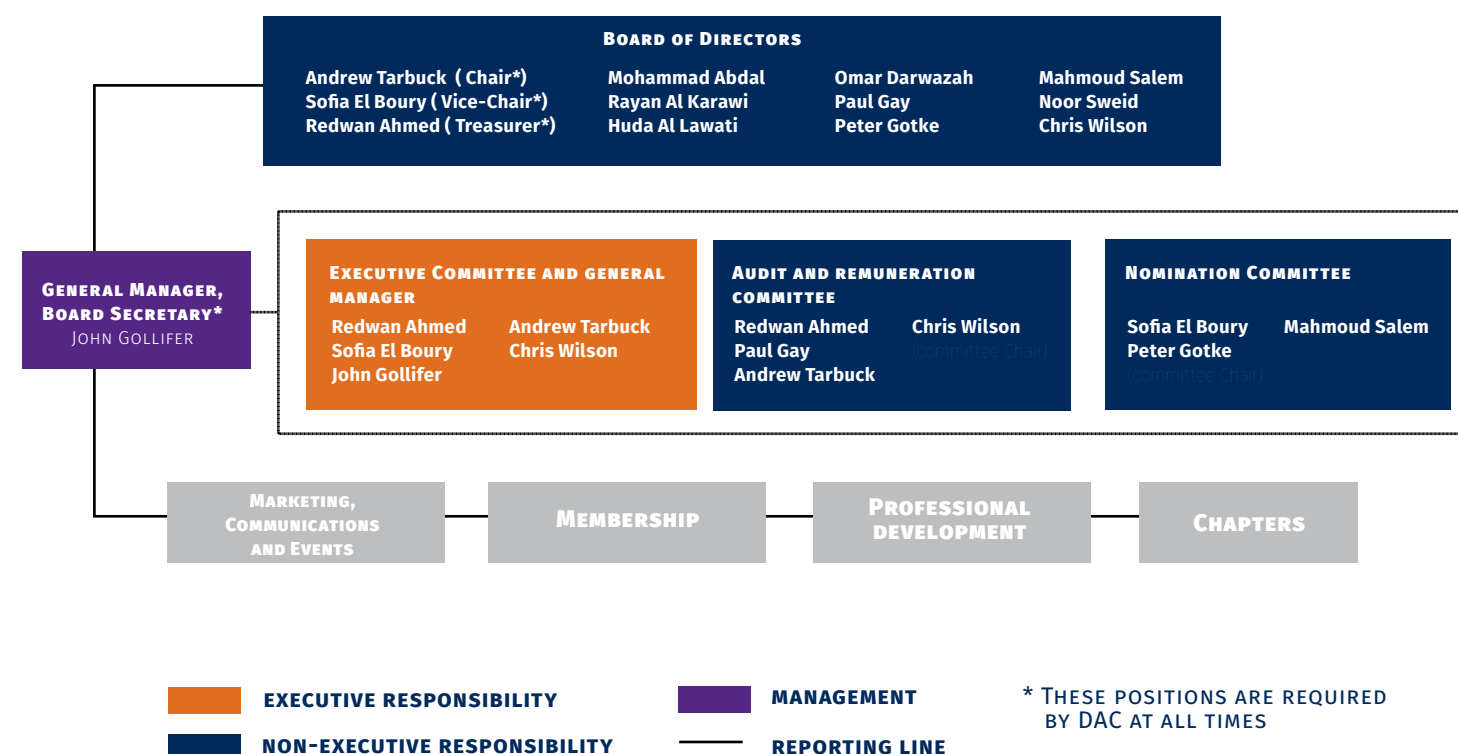 Board of Directors
Andrew Tarbuck ( Chair*)
Sofia El Boury ( Vice-Chair*)
Redwan Ahmed ( Treasurer*)
Mohammad Abdal
Rayan Al Karawi
Huda Al Lawati
Omar Darwazah
Paul Gay
Peter Gotke
Mahmoud Salem
Noor Sweid
Chris Wilson
General Manager,
Board Secretary*
John Gollifer
Executive Committee and general
manager
Redwan Ahmed
Sofia El Boury
John Gollifer
Andrew Tarbuck
Chris Wilson
Audit and remuneration
committee
Redwan Ahmed
Paul Gay
Andrew Tarbuck
Chris Wilson
(committee Chair)
Nomination Committee
Sofia El Boury
Peter Gotke
(committee Chair)
Mahmoud Salem
Marketing,
Communications
and Events
Membership
Professional
development
Chapters
executive responsibility
non-executive responsibility
management
reporting line
* These positions are required
by DAC at all times